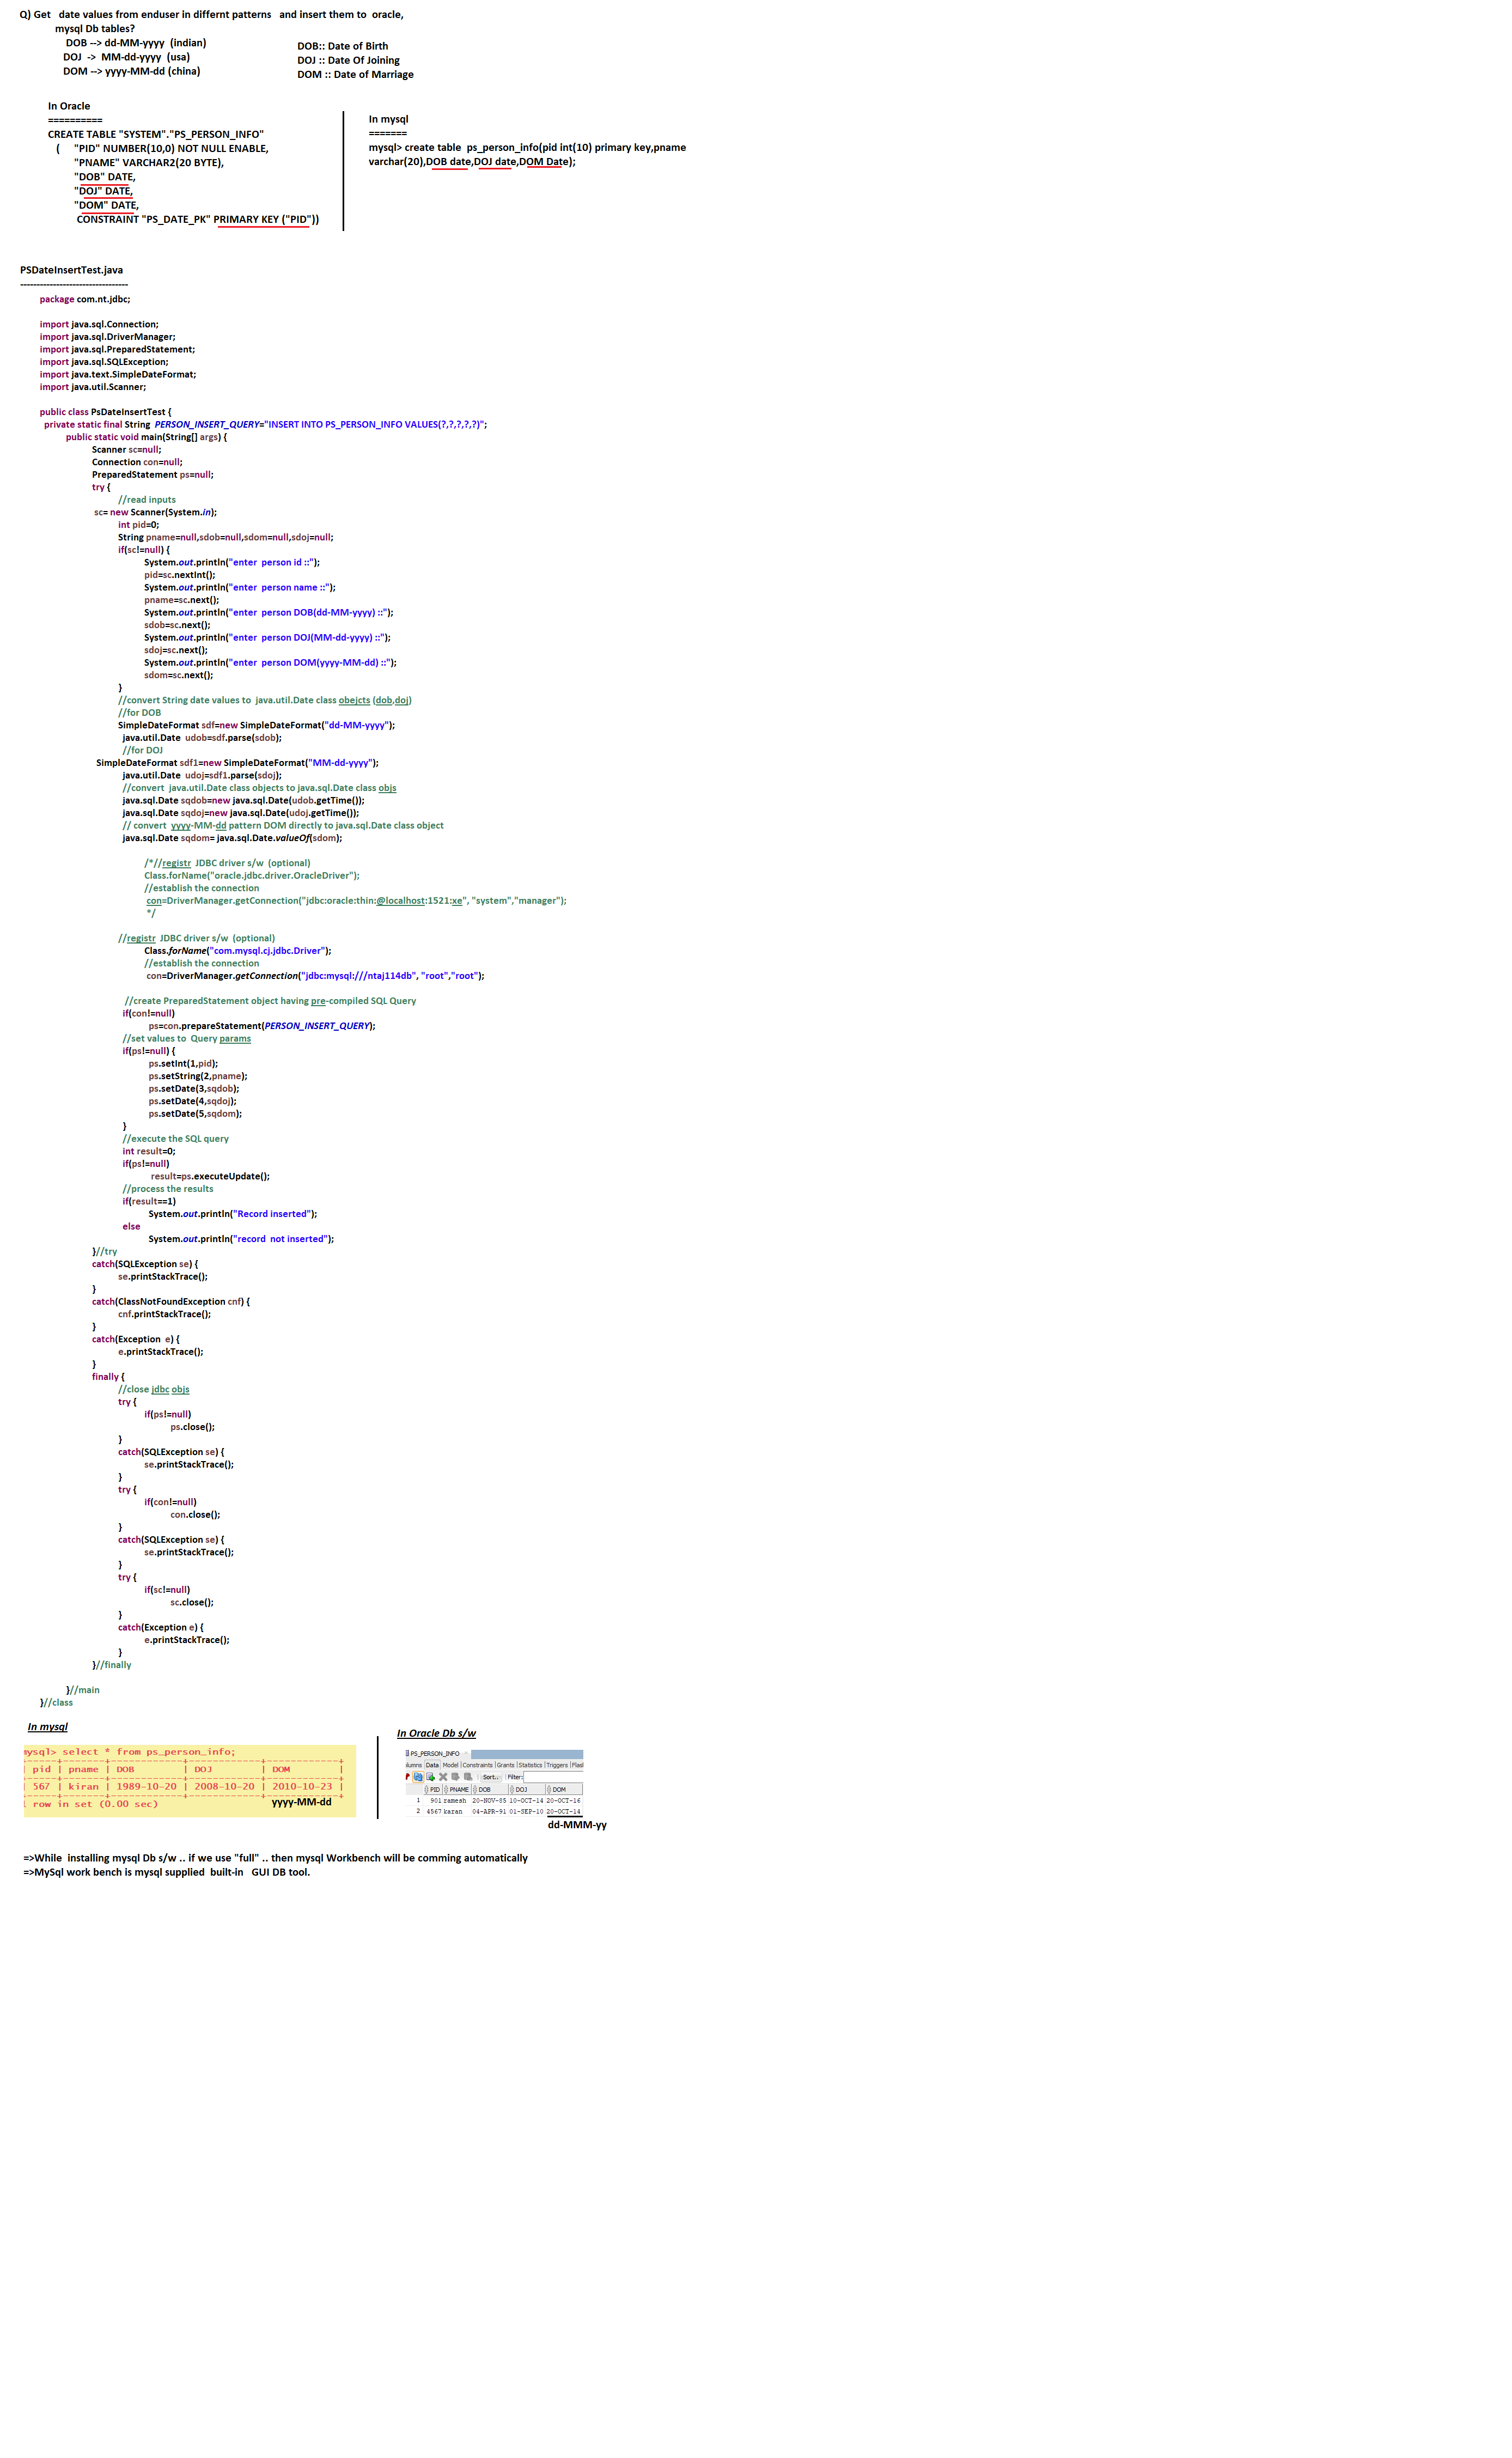 Q) Get   date values from enduser in differnt patterns   and insert them to  oracle,
mysql Db tables?
DOB --> dd-MM-yyyy  (indian)
DOJ  ->  MM-dd-yyyy  (usa)
DOM --> yyyy-MM-dd (china)
DOB:: Date of Birth
DOJ :: Date Of Joining
DOM :: Date of Marriage
In Oracle
==========
CREATE TABLE "SYSTEM"."PS_PERSON_INFO"
(    "PID" NUMBER(10,0) NOT NULL ENABLE,
"PNAME" VARCHAR2(20 BYTE),
"DOB" DATE,
"DOJ" DATE,
"DOM" DATE,
CONSTRAINT "PS_DATE_PK" PRIMARY KEY ("PID"))
In mysql
=======
mysql> create table  ps_person_info(pid int(10) primary key,pname
varchar(20),DOB date,DOJ date,DOM Date);
PSDateInsertTest.java
---------------------------------
package com.nt.jdbc;
import java.sql.Connection;
import java.sql.DriverManager;
import java.sql.PreparedStatement;
import java.sql.SQLException;
import java.text.SimpleDateFormat;
import java.util.Scanner;
public class PsDateInsertTest {
private static final String  PERSON_INSERT_QUERY="INSERT INTO PS_PERSON_INFO VALUES(?,?,?,?,?)";
public static void main(String[] args) {
Scanner sc=null;
Connection con=null;
PreparedStatement ps=null;
try {
//read inputs
sc= new Scanner(System.in);
int pid=0;
String pname=null,sdob=null,sdom=null,sdoj=null;
if(sc!=null) {
System.out.println("enter  person id ::");
pid=sc.nextInt();
System.out.println("enter  person name ::");
pname=sc.next();
System.out.println("enter  person DOB(dd-MM-yyyy) ::");
sdob=sc.next();
System.out.println("enter  person DOJ(MM-dd-yyyy) ::");
sdoj=sc.next();
System.out.println("enter  person DOM(yyyy-MM-dd) ::");
sdom=sc.next();
}
//convert String date values to  java.util.Date class obejcts (dob,doj)
//for DOB
SimpleDateFormat sdf=new SimpleDateFormat("dd-MM-yyyy");
java.util.Date  udob=sdf.parse(sdob);
//for DOJ
SimpleDateFormat sdf1=new SimpleDateFormat("MM-dd-yyyy");
java.util.Date  udoj=sdf1.parse(sdoj);
//convert  java.util.Date class objects to java.sql.Date class objs
java.sql.Date sqdob=new java.sql.Date(udob.getTime());
java.sql.Date sqdoj=new java.sql.Date(udoj.getTime());
// convert  yyyy-MM-dd pattern DOM directly to java.sql.Date class object
java.sql.Date sqdom= java.sql.Date.valueOf(sdom);
/*//registr  JDBC driver s/w  (optional)
Class.forName("oracle.jdbc.driver.OracleDriver");
//establish the connection
con=DriverManager.getConnection("jdbc:oracle:thin:@localhost:1521:xe", "system","manager");
*/
//registr  JDBC driver s/w  (optional)
Class.forName("com.mysql.cj.jdbc.Driver");
//establish the connection
con=DriverManager.getConnection("jdbc:mysql:///ntaj114db", "root","root");
//create PreparedStatement object having pre-compiled SQL Query
if(con!=null)
ps=con.prepareStatement(PERSON_INSERT_QUERY);
//set values to  Query params
if(ps!=null) {
ps.setInt(1,pid);
ps.setString(2,pname);
ps.setDate(3,sqdob);
ps.setDate(4,sqdoj);
ps.setDate(5,sqdom);
}
//execute the SQL query
int result=0;
if(ps!=null)
result=ps.executeUpdate();
//process the results
if(result==1)
System.out.println("Record inserted");
else
System.out.println("record  not inserted");
}//try
catch(SQLException se) {
se.printStackTrace();
}
catch(ClassNotFoundException cnf) {
cnf.printStackTrace();
}
catch(Exception  e) {
e.printStackTrace();
}
finally {
//close jdbc objs
try {
if(ps!=null)
ps.close();
}
catch(SQLException se) {
se.printStackTrace();
}
try {
if(con!=null)
con.close();
}
catch(SQLException se) {
se.printStackTrace();
}
try {
if(sc!=null)
sc.close();
}
catch(Exception e) {
e.printStackTrace();
}
}//finally
}//main
}//class
In mysql
mysql> select * from ps_person_info;
| pid | pname | DOB        | DOJ        | DOM        |
| 567 | kiran | 1989-10-20 | 2008-10-20 | 2010-10-23 |
row in set (0.00 sec)
yyyy-MM-dd
In Oracle Db s/w
PS_PERSON_INFO
Data Model Constraints Grants Statistics Triggers
Sort.. Filter:
PID PNAME DOB DOJ DOM
1 901 ramesh 20-NOV-85 10-OCT-14 20-OCT-16
2 4567 karan 04-APR-91 01-SEP-10 20-OCT-14
dd-MMM-yy
=>While  installing mysql Db s/w .. if we use "full" .. then mysql Workbench will be comming automatically
=>MySql work bench is mysql supplied  built-in   GUI DB tool.